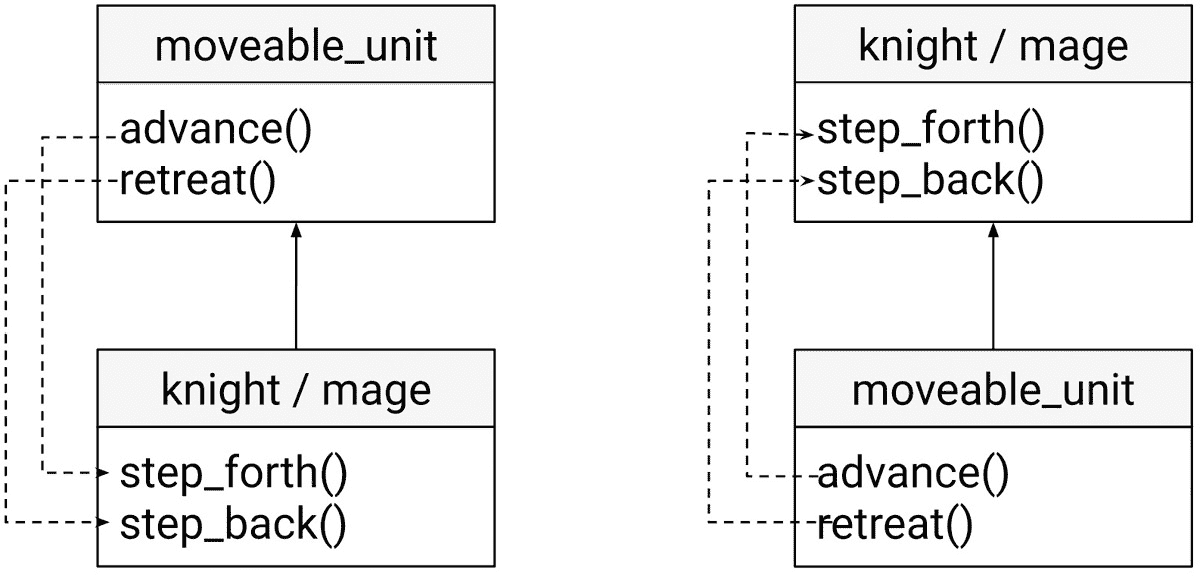 moveable_unit
advance()
retreat()
knight / mage
step_forth()
step_back()
knight / mage
step_forth()
step_back()
moveable_unit
advance()
retreat()